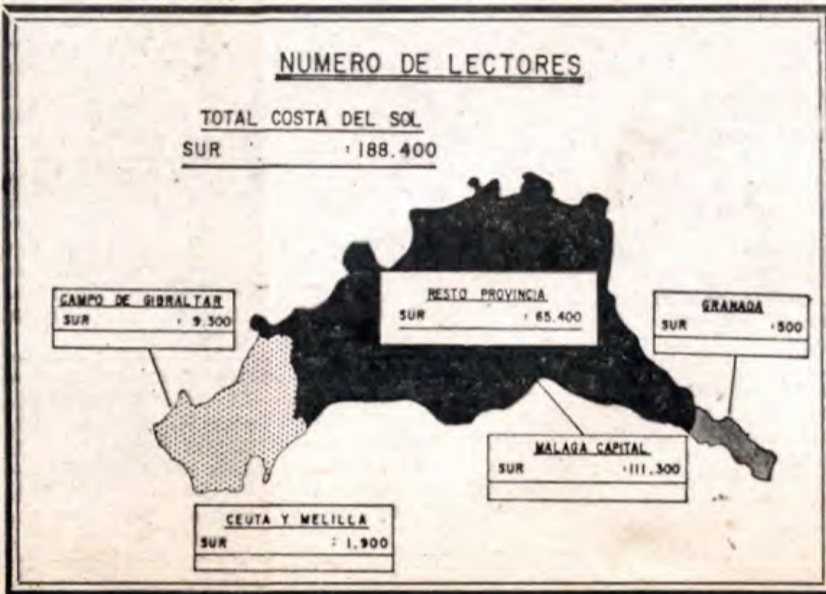 NUMERO DE LECTORES
TOTAL COSTA DEL SOL
SUR : 188.400
CAMPO DE GIBRALTAR
SUR : 9.300
RESTO PROVINCIA
SUR : 65.400
GRANADA
SUR : 500
MALAGA CAPITAL
SUR : 111.300
CEUTA Y MELILLA
SUR : 1.900